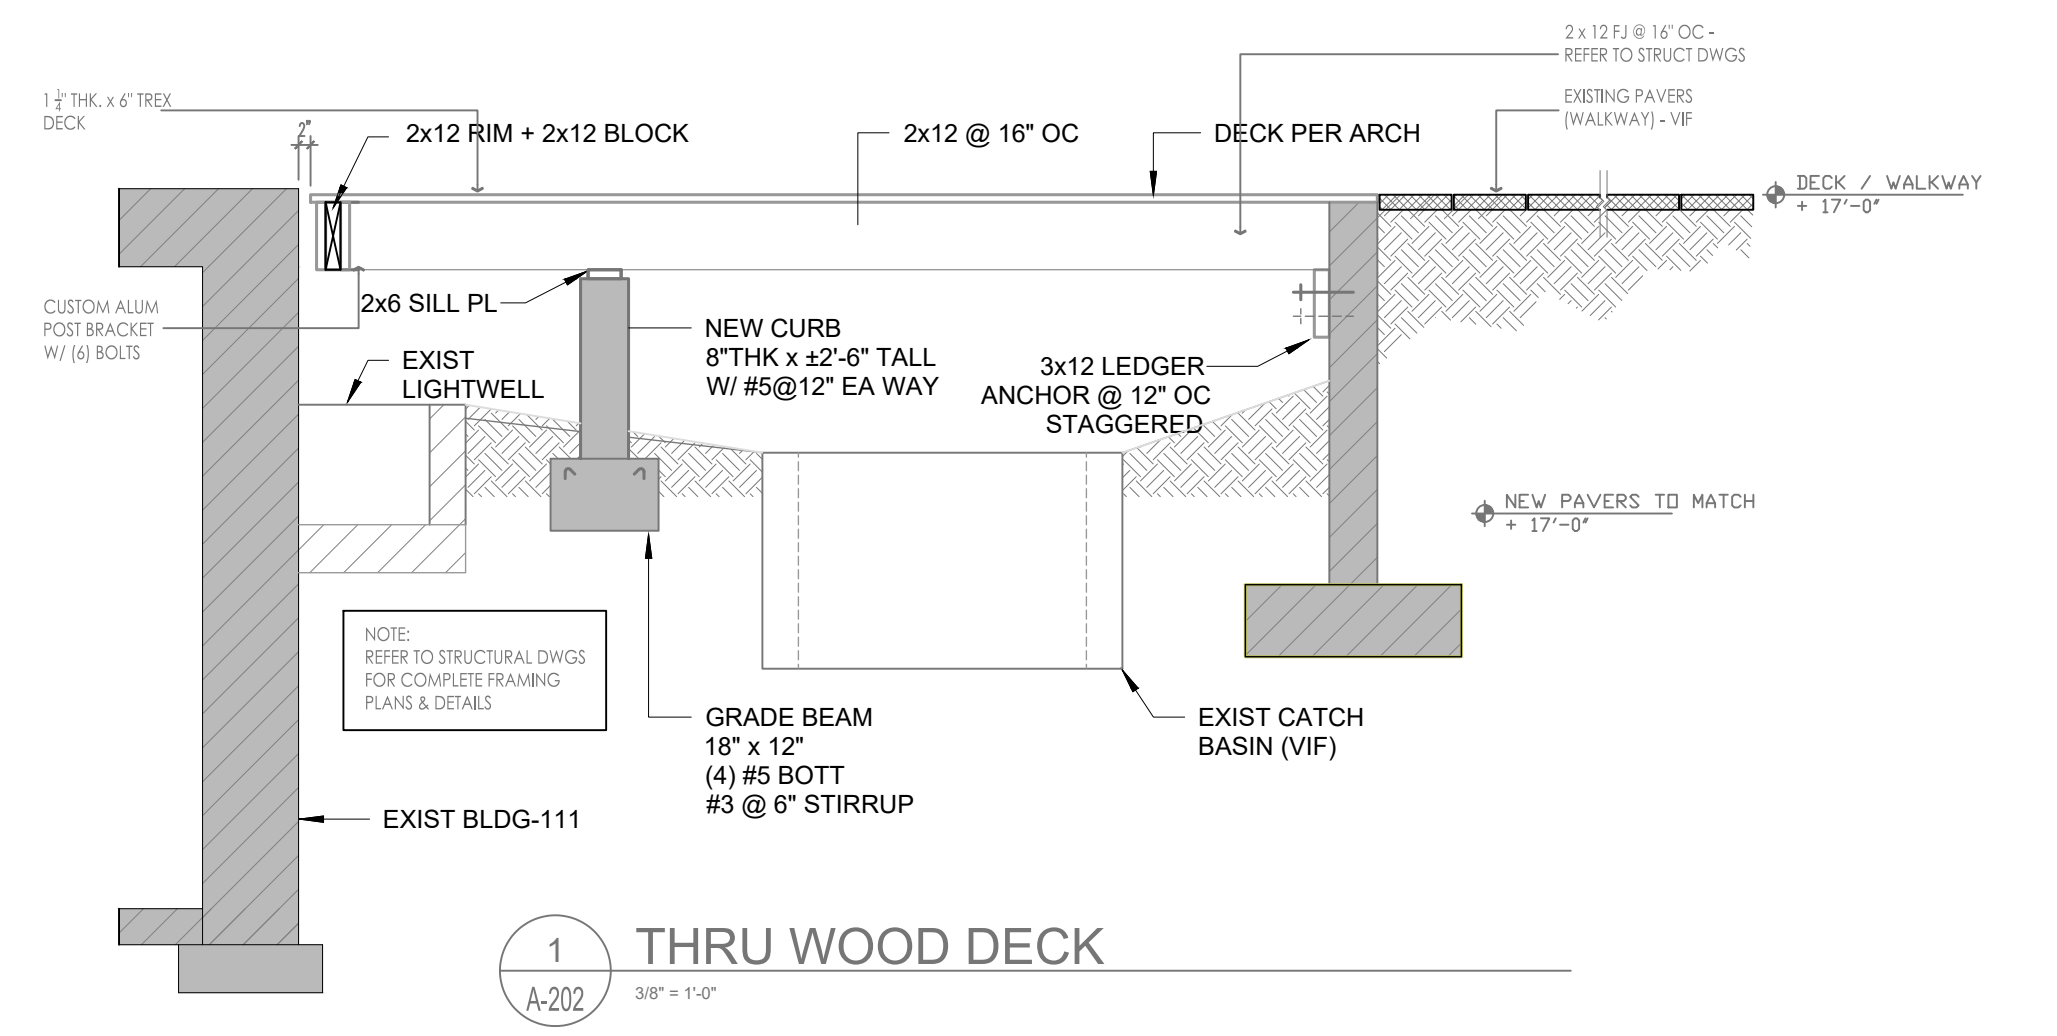 2 x 12 FJ @ 16" OC -
REFER TO STRUCT DWGS
1 1/4" THK. x 6" TREX
DECK
EXISTING PAVERS
(WALKWAY) - VIF
2"
2x12 RIM + 2x12 BLOCK
2x12 @ 16" OC
DECK PER ARCH
DECK / WALKWAY
+ 17'-0"
CUSTOM ALUM
POST BRACKET
W/ (6) BOLTS
2x6 SILL PL
NEW CURB
8"THK x ±2'-6" TALL
W/ #5@12" EA WAY
EXIST
LIGHTWELL
3x12 LEDGER
ANCHOR @ 12" OC
STAGGERED
NEW PAVERS TO MATCH
+ 17'-0"
NOTE:
REFER TO STRUCTURAL DWGS
FOR COMPLETE FRAMING
PLANS & DETAILS
GRADE BEAM
18" x 12"
(4) #5 BOTT
#3 @ 6" STIRRUP
EXIST CATCH
BASIN (VIF)
EXIST BLDG-111
1
A-202
THRU WOOD DECK
3/8" = 1'-0"